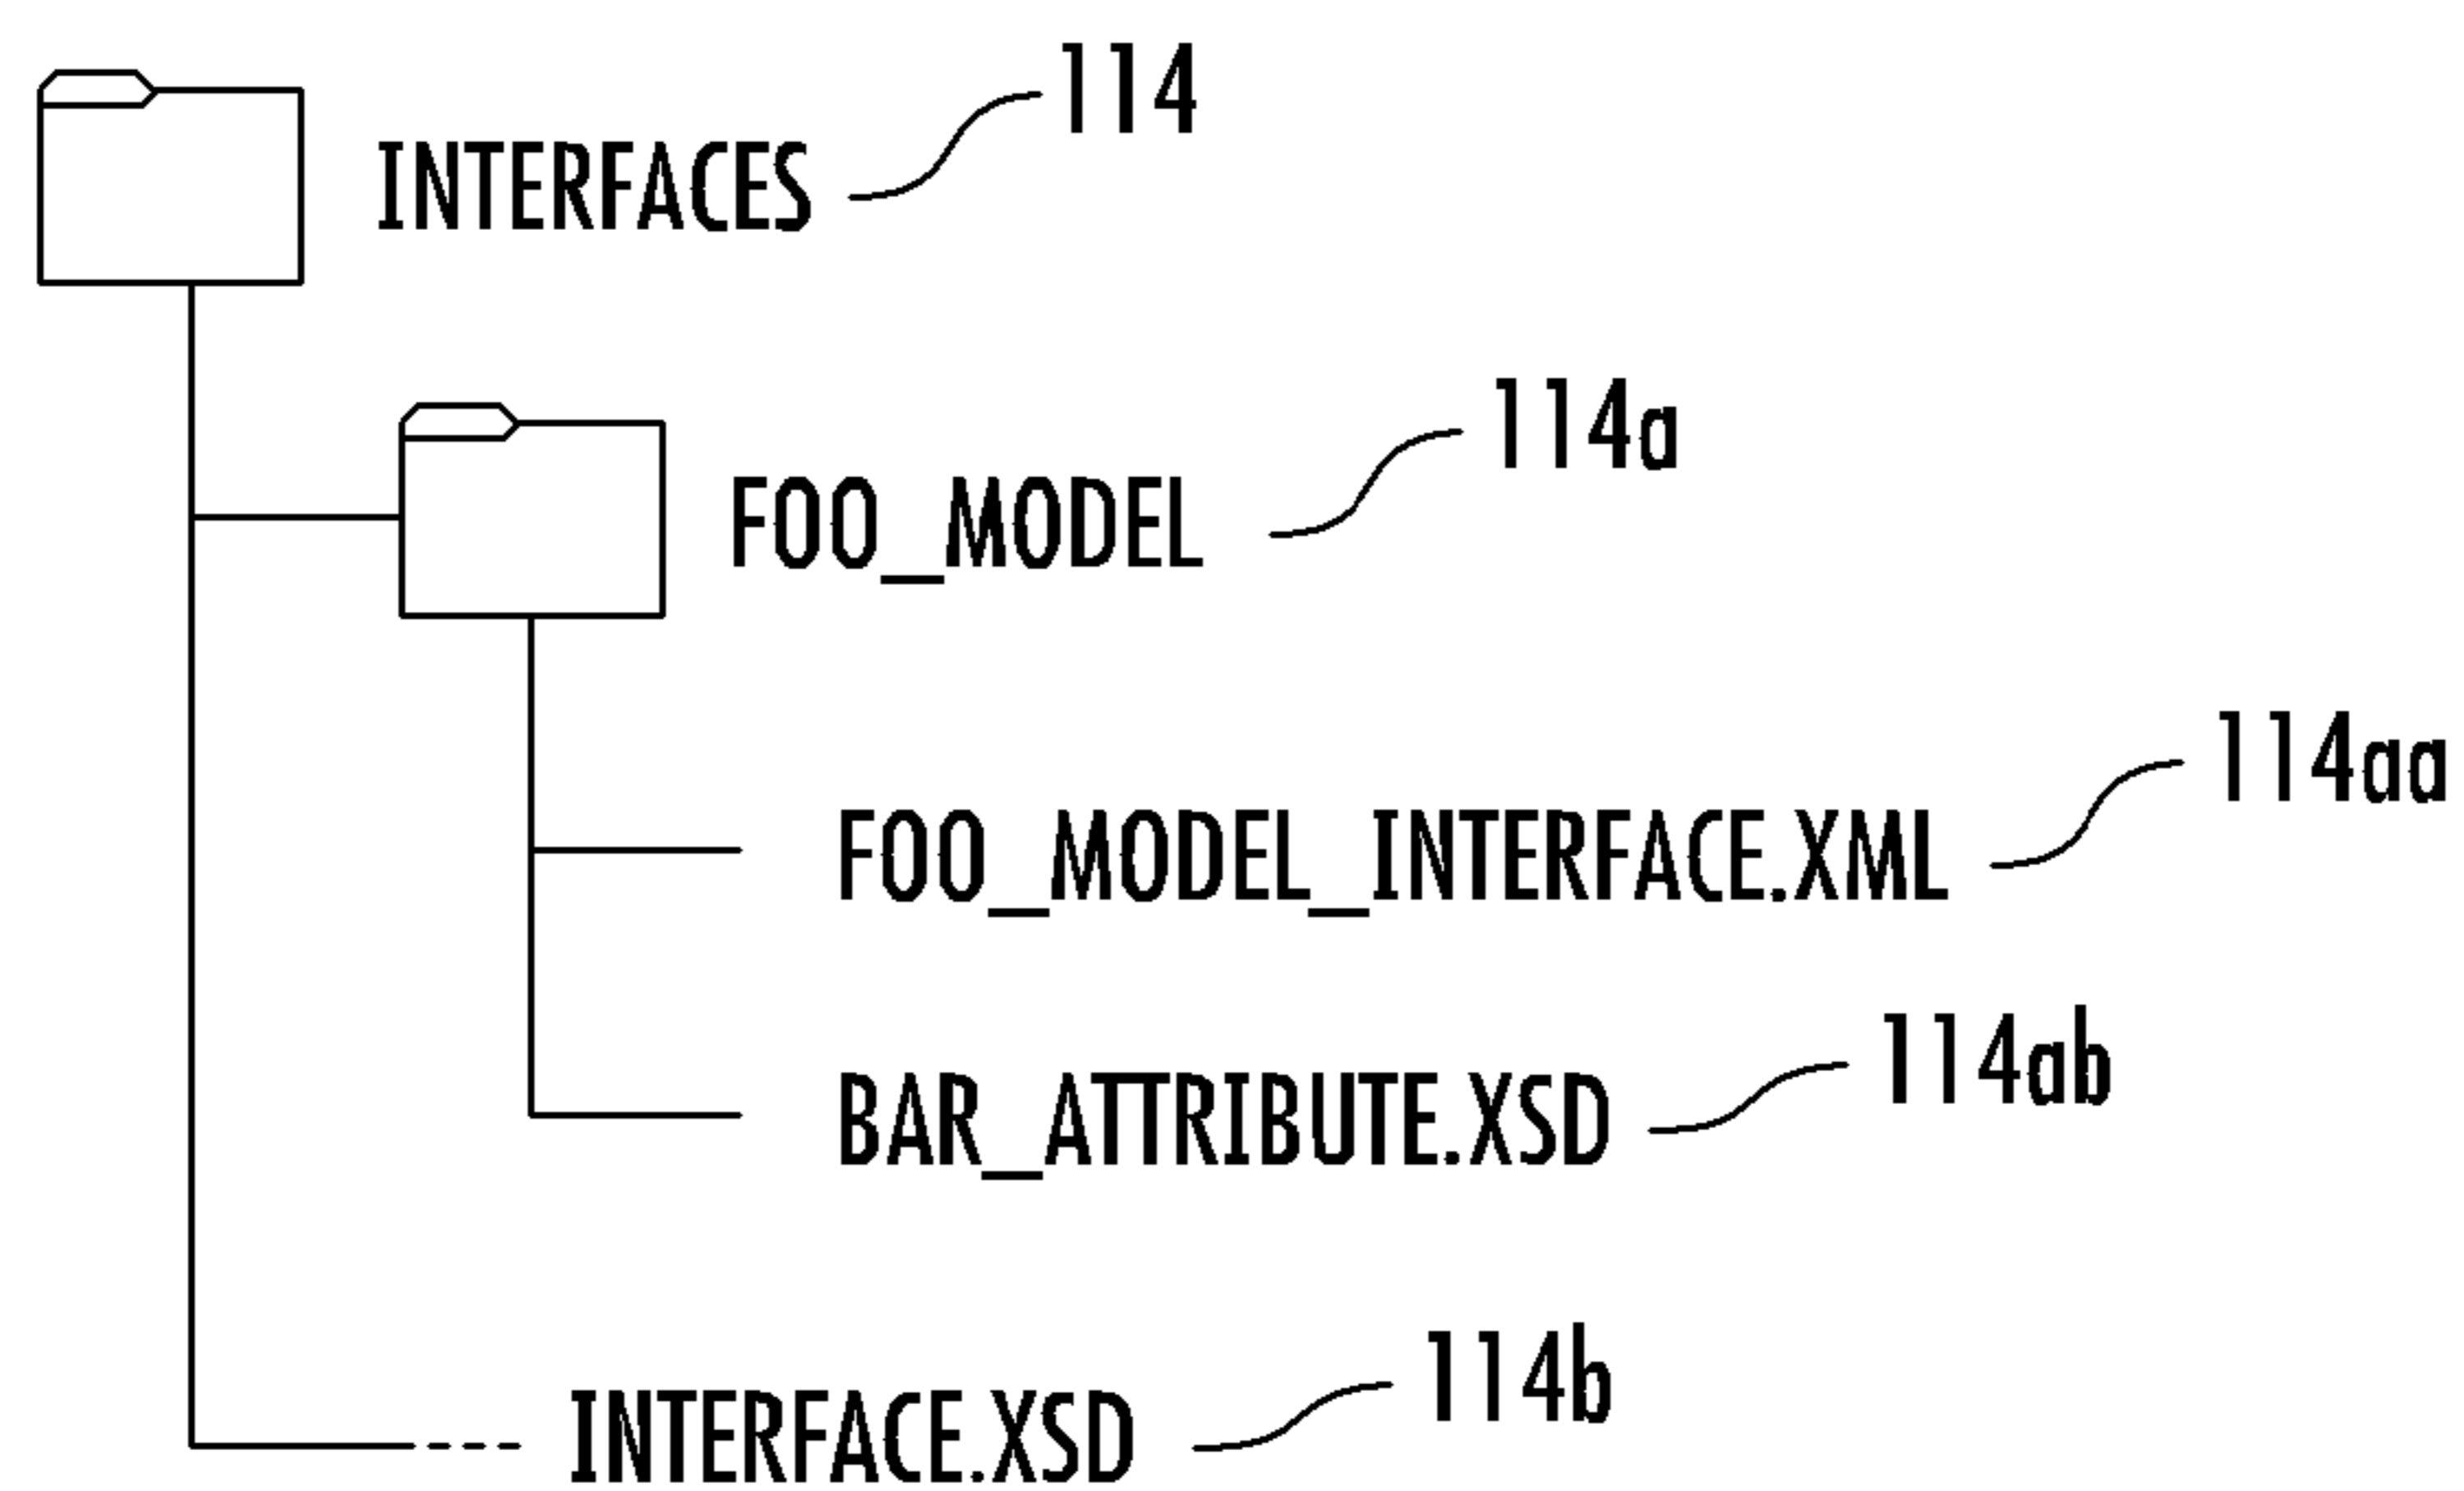 114
INTERFACES
114a
FOO_MODEL
114aa
FOO_MODEL_INTERFACE.XML
114ab
BAR_ATTRIBUTE.XSD
114b
INTERFACE.XSD